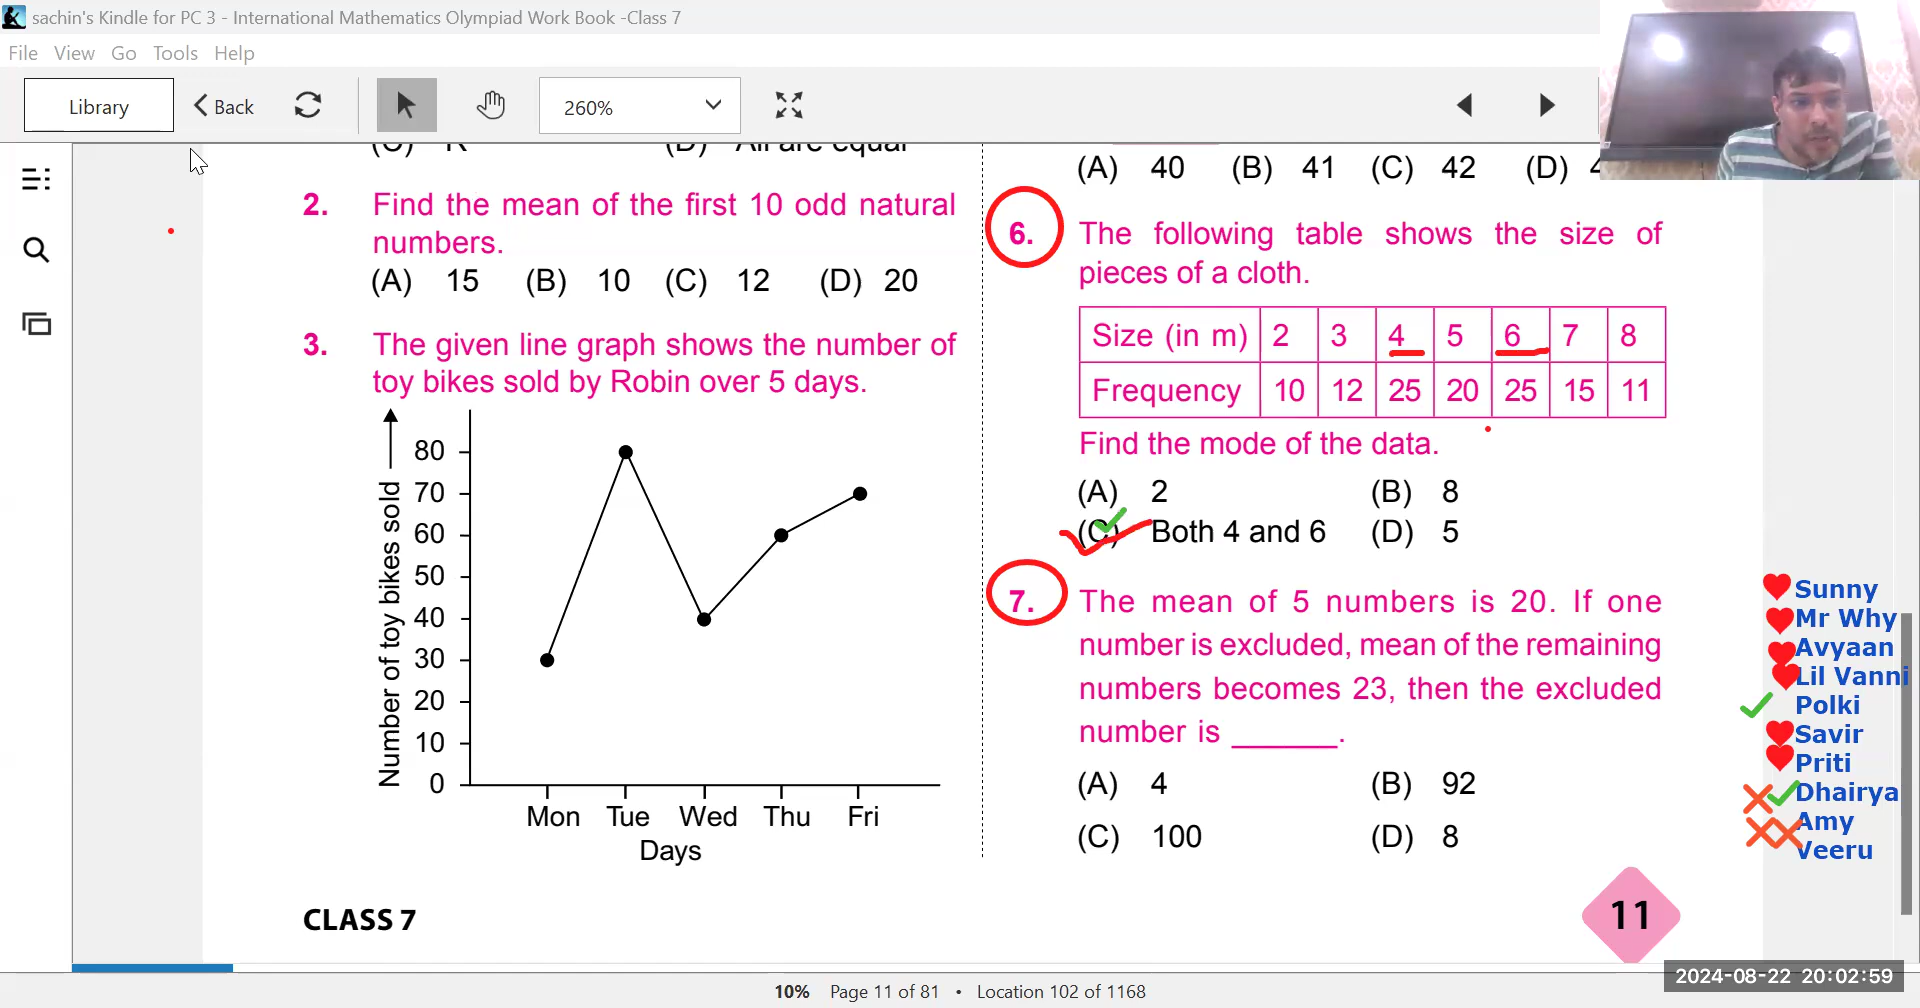 sachin's Kindle for PC 3 - International Mathematics Olympiad Work Book -Class 7
File View Go Tools Help
Library
Back
260%
2. Find the mean of the first 10 odd natural
numbers.
(A) 15 (B) 10 (C) 12 (D) 20
3. The given line graph shows the number of
toy bikes sold by Robin over 5 days.
Number of toy bikes sold
80
70
60
50
40
30
20
10
0
Mon Tue Wed Thu Fri
Days
CLASS 7
(A) 40 (B) 41 (C) 42 (D)
6. The following table shows the size of
pieces of a cloth.
Size (in m) 2 3 4 5 6 7 8
Frequency 10 12 25 20 25 15 11
Find the mode of the data.
(A) 2 (B) 8
(C) Both 4 and 6 (D) 5
7. The mean of 5 numbers is 20. If one
number is excluded, mean of the remaining
numbers becomes 23, then the excluded
number is ______.
(A) 4 (B) 92
(C) 100 (D) 8
11
Sunny
Mr Why
Avyaan
Lil Vanni
Polki
Savir
Priti
Dhairya
Amy
Veeru
2024-08-22 20:02:59
10% Page 11 of 81 • Location 102 of 1168